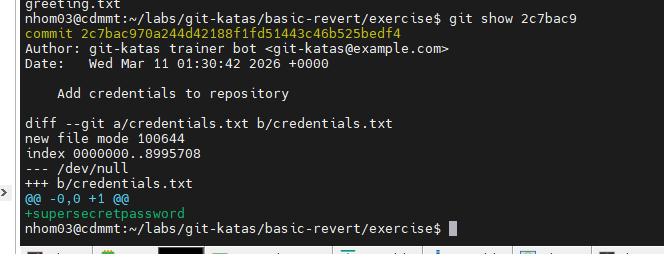 greeting.txt
nhom03@cdmmt:~/labs/git-katas/basic-revert/exercise$ git show 2c7bac9
commit 2c7bac970a244d42188f1fd51443c46b525bedf4
Author: git-katas trainer bot <git-katas@example.com>
Date:   Wed Mar 11 01:30:42 2026 +0000

    Add credentials to repository

diff --git a/credentials.txt b/credentials.txt
new file mode 100644
index 0000000..8995708
--- /dev/null
+++ b/credentials.txt
@@ -0,0 +1 @@
+supersecretpassword
nhom03@cdmmt:~/labs/git-katas/basic-revert/exercise$